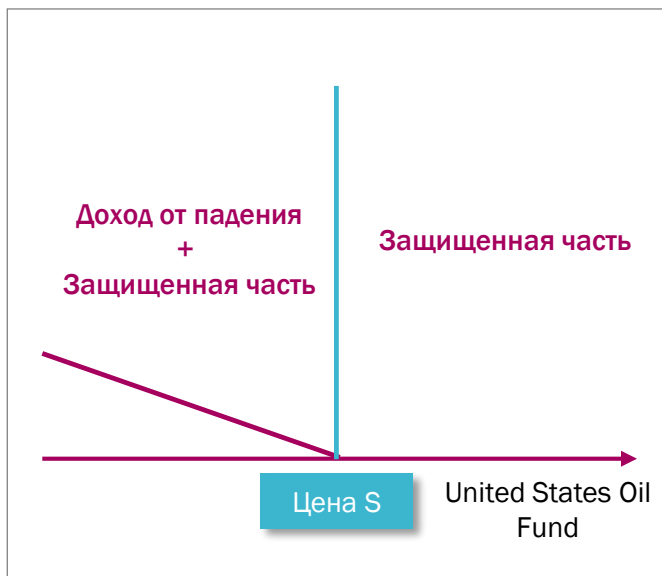 Доход от падения
+
Защищенная часть
Защищенная часть
Цена S
United States Oil
Fund